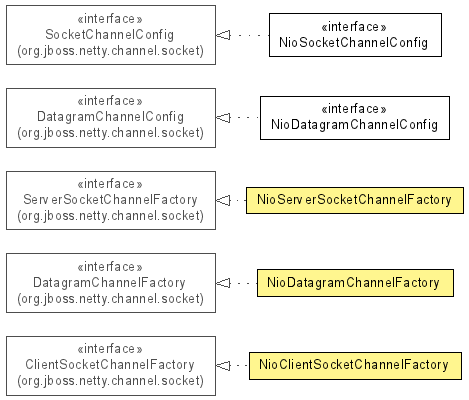 «interface»
SocketChannelConfig
(org.jboss.netty.channel.socket)
«interface»
NioSocketChannelConfig
«interface»
DatagramChannelConfig
(org.jboss.netty.channel.socket)
«interface»
NioDatagramChannelConfig
«interface»
ServerSocketChannelFactory
(org.jboss.netty.channel.socket)
NioServerSocketChannelFactory
«interface»
DatagramChannelFactory
(org.jboss.netty.channel.socket)
NioDatagramChannelFactory
«interface»
ClientSocketChannelFactory
(org.jboss.netty.channel.socket)
NioClientSocketChannelFactory